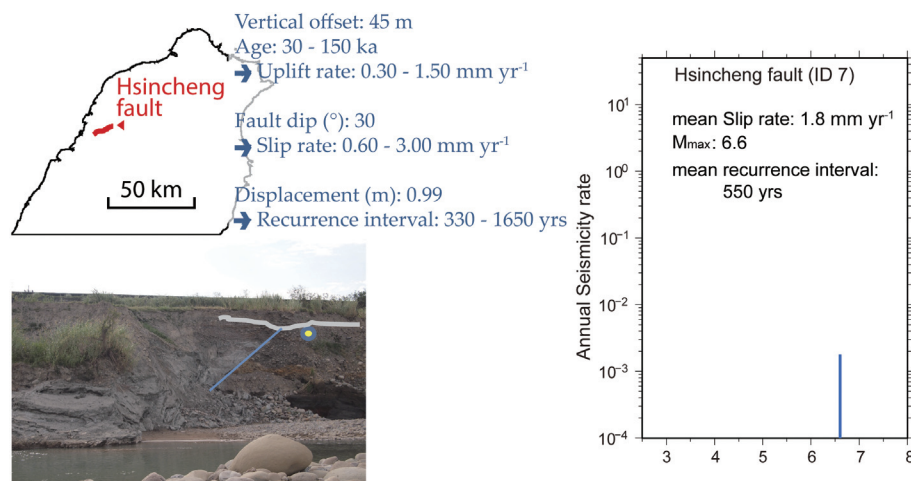 Vertical offset: 45 m
Age: 30 - 150 ka
➔ Uplift rate: 0.30 - 1.50 mm yr⁻¹
Hsincheng
fault
Fault dip (°): 30
➔ Slip rate: 0.60 - 3.00 mm yr⁻¹
50 km
Displacement (m): 0.99
➔ Recurrence interval: 330 - 1650 yrs
Hsincheng fault (ID 7)
mean Slip rate: 1.8 mm yr⁻¹
Mmax: 6.6
mean recurrence interval:
550 yrs
Annual Seismicity rate
10¹
10⁰
10⁻¹
10⁻²
10⁻³
10⁻⁴
3 4 5 6 7 8